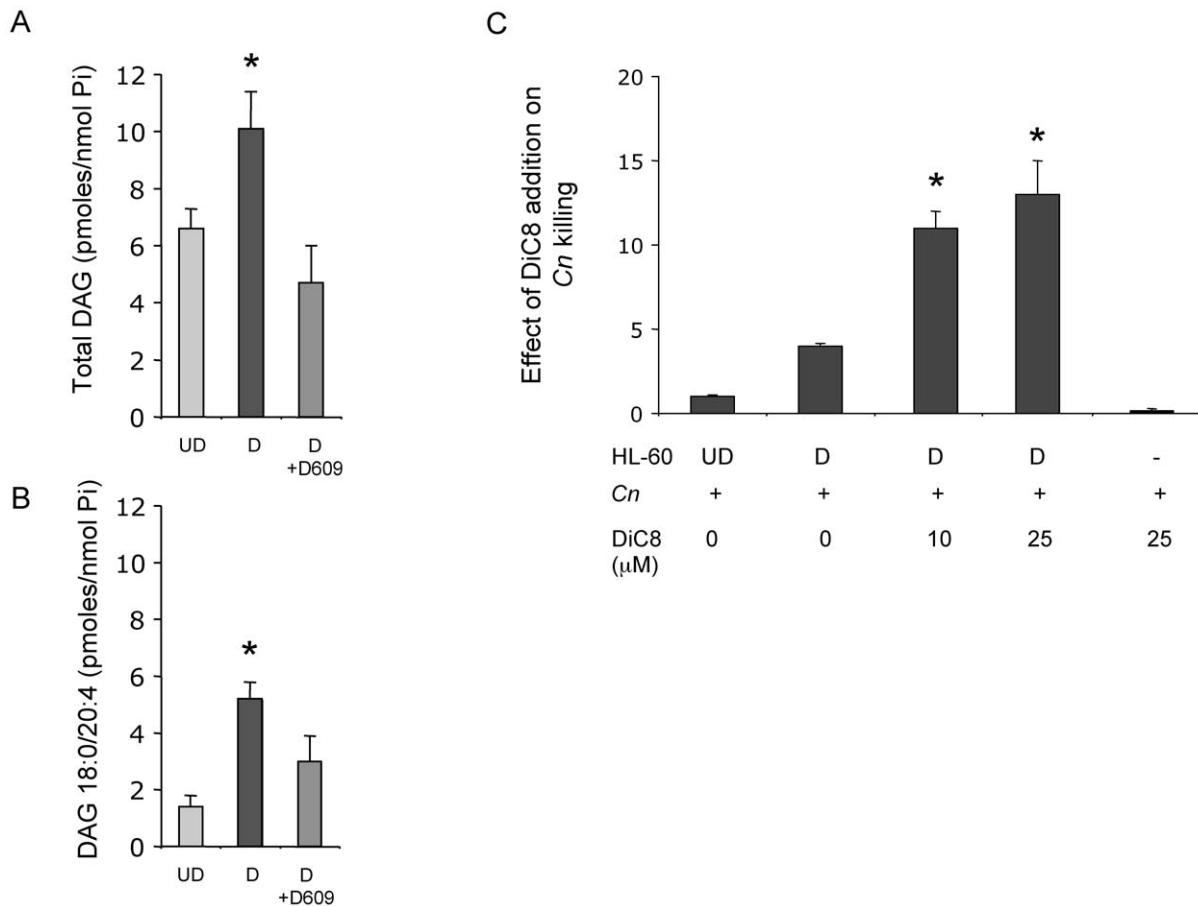 A
Total DAG (pmoles/nmol Pi)
12
10
8
6
4
2
0
*
UD D D
+D609
B
DAG 18:0/20:4 (pmoles/nmol Pi)
12
10
8
6
4
2
0
*
UD D D
+D609
C
Effect of DiC8 addition on
Cn killing
20
15
10
5
0
* *
HL-60 UD D D D -
Cn + + + + +
DiC8 0 0 10 25 25
(μM)